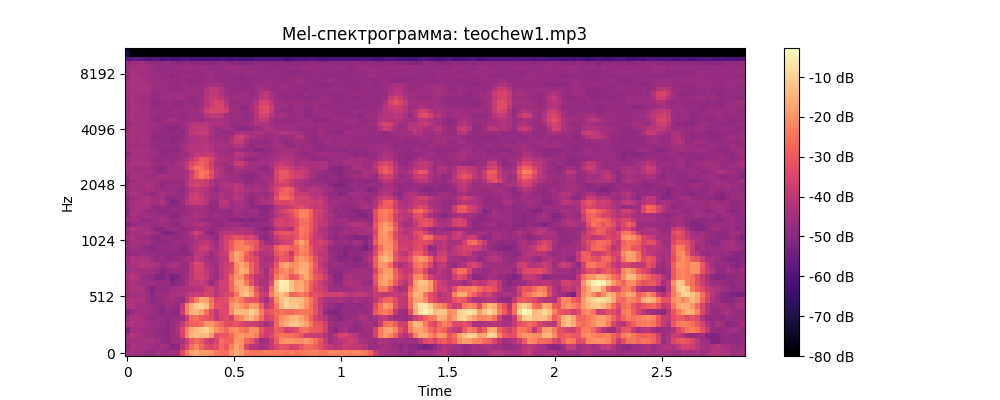 Mel-спектрограмма: teochew1.mp3
8192
4096
2048
1024
512
0
Hz
0 0.5 1 1.5 2 2.5
Time
-10 dB
-20 dB
-30 dB
-40 dB
-50 dB
-60 dB
-70 dB
-80 dB